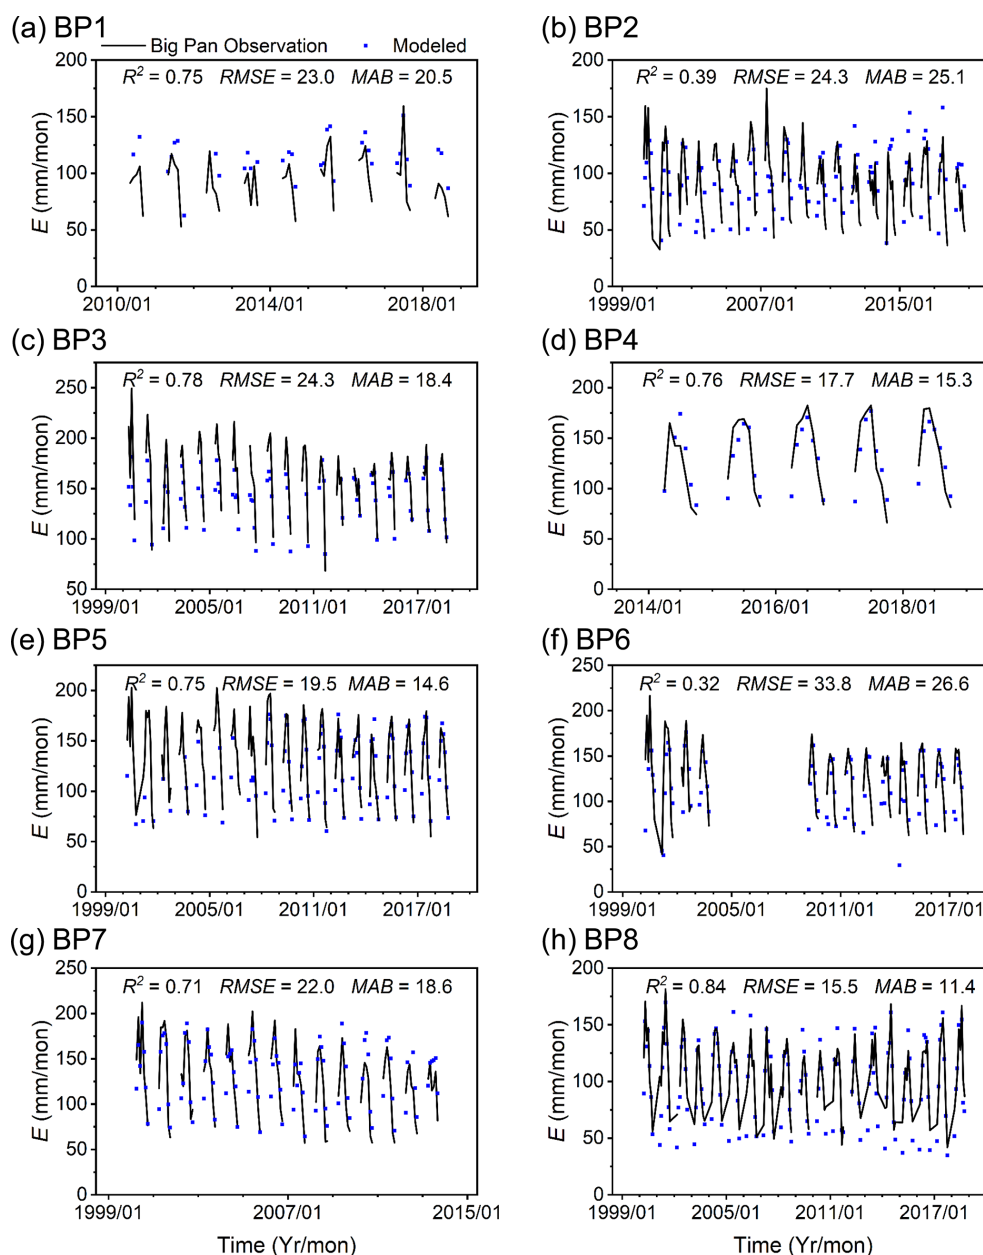 (a) BP1
Big Pan Observation Modeled
R² = 0.75 RMSE = 23.0 MAB = 20.5
E (mm/mon)
200
150
100
50
0
2010/01 2014/01 2018/01
(b) BP2
R² = 0.39 RMSE = 24.3 MAB = 25.1
E (mm/mon)
200
150
100
50
0
1999/01 2007/01 2015/01
(c) BP3
R² = 0.78 RMSE = 24.3 MAB = 18.4
E (mm/mon)
250
200
150
100
50
1999/01 2005/01 2011/01 2017/01
(d) BP4
R² = 0.76 RMSE = 17.7 MAB = 15.3
E (mm/mon)
200
150
100
50
0
2014/01 2016/01 2018/01
(e) BP5
R² = 0.75 RMSE = 19.5 MAB = 14.6
E (mm/mon)
200
150
100
50
0
1999/01 2005/01 2011/01 2017/01
(f) BP6
R² = 0.32 RMSE = 33.8 MAB = 26.6
E (mm/mon)
250
200
150
100
50
0
1999/01 2005/01 2011/01 2017/01
(g) BP7
R² = 0.71 RMSE = 22.0 MAB = 18.6
E (mm/mon)
250
200
150
100
50
0
1999/01 2007/01 2015/01
Time (Yr/mon)
(h) BP8
R² = 0.84 RMSE = 15.5 MAB = 11.4
E (mm/mon)
200
150
100
50
0
1999/01 2005/01 2011/01 2017/01
Time (Yr/mon)